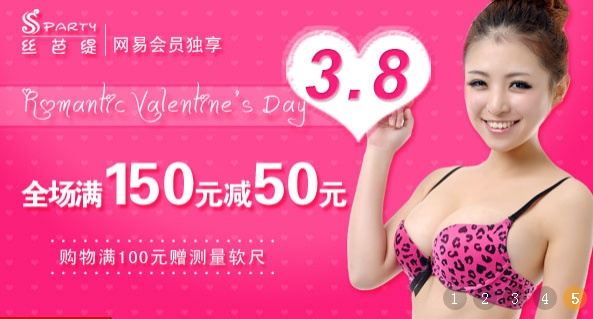 SPARTY
丝芭缇 网易会员独享
3.8
Romantic Valentine's Day
全场满150元减50元
购物满100元赠测量软尺
1 2 3 4 5